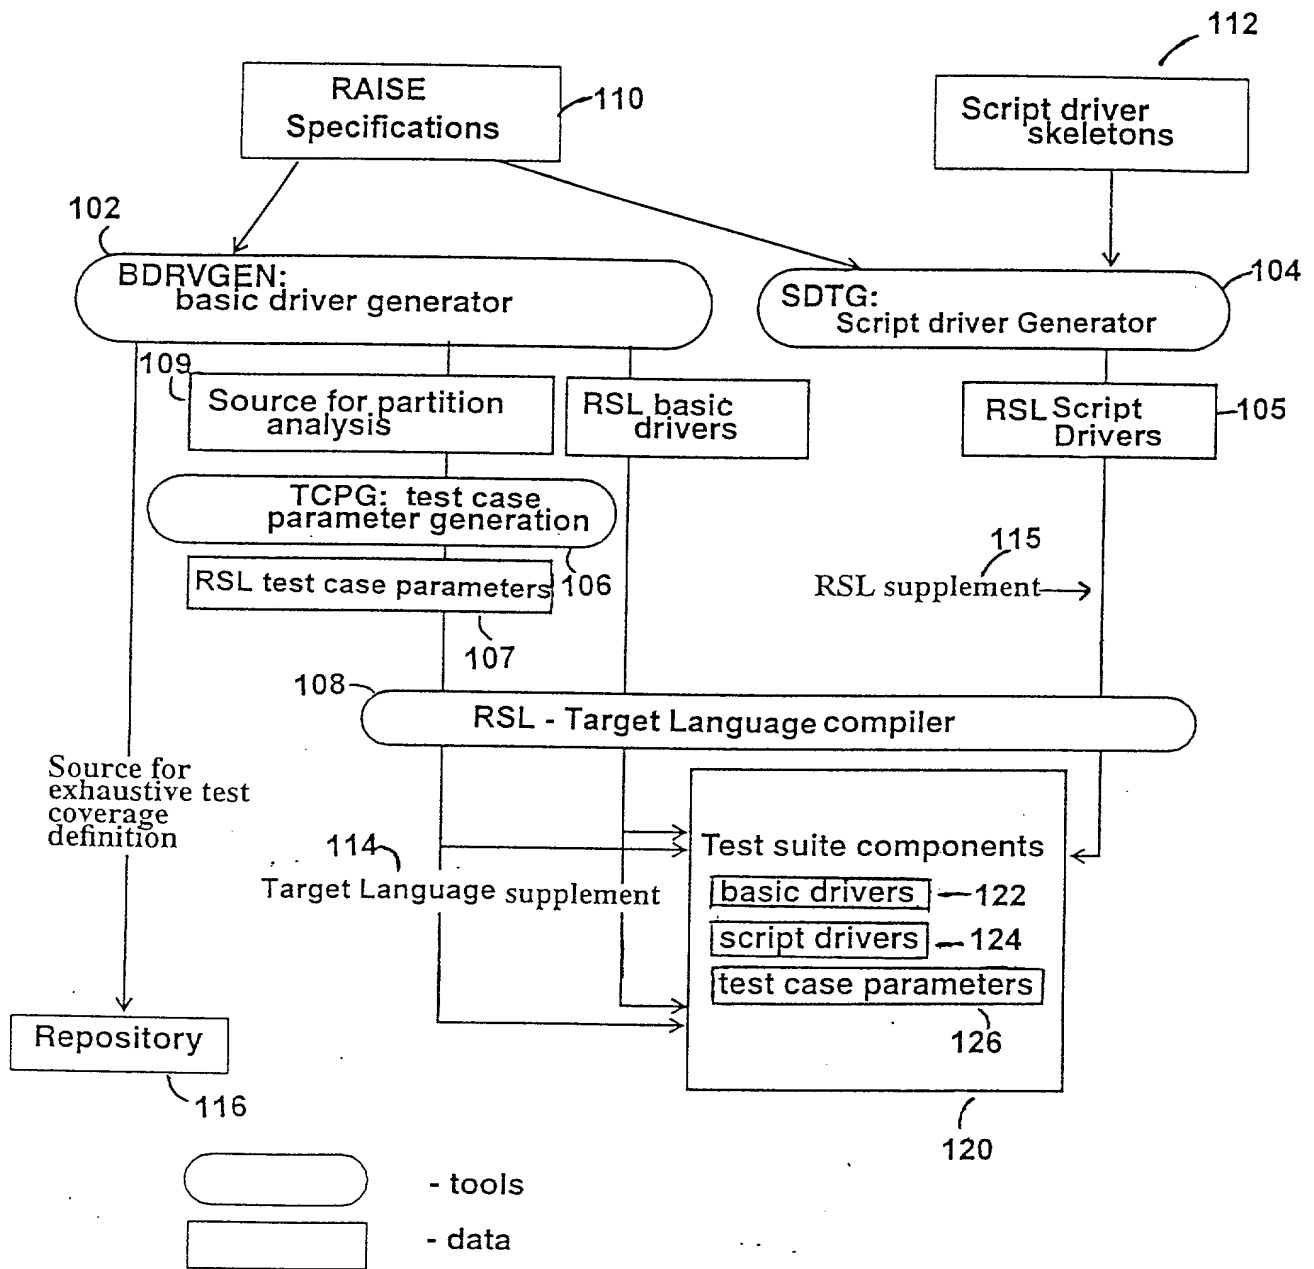 112
RAISE
Specifications
110
Script driver
skeletons
102
BDRVGEN:
basic driver generator
104
SDTG:
Script driver Generator
109
Source for partition
analysis
RSL basic
drivers
RSL Script
Drivers
105
TCPG: test case
parameter generation
106
115
RSL supplement
RSL test case parameters
107
108
RSL - Target Language compiler
Source for
exhaustive test
coverage
definition
114
Target Language supplement
Test suite components
basic drivers
122
script drivers
124
test case parameters
126
Repository
116
120
- tools
- data